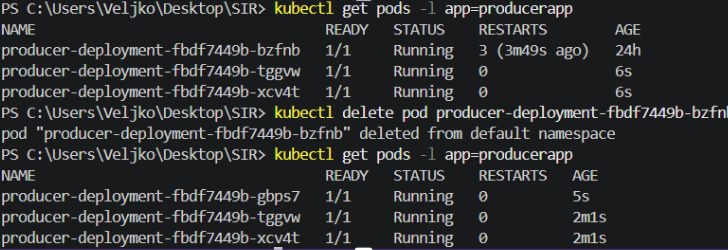 PS C:\Users\Veljko\Desktop\SIR> kubectl get pods -l app=producerapp
NAME READY STATUS RESTARTS AGE
producer-deployment-fbdf7449b-bzfnb 1/1 Running 3 (3m49s ago) 24h
producer-deployment-fbdf7449b-tggvw 1/1 Running 0 6s
producer-deployment-fbdf7449b-xcv4t 1/1 Running 0 6s
PS C:\Users\Veljko\Desktop\SIR> kubectl delete pod producer-deployment-fbdf7449b-bzfnb
pod "producer-deployment-fbdf7449b-bzfnb" deleted from default namespace
PS C:\Users\Veljko\Desktop\SIR> kubectl get pods -l app=producerapp
NAME READY STATUS RESTARTS AGE
producer-deployment-fbdf7449b-gbps7 1/1 Running 0 5s
producer-deployment-fbdf7449b-tggvw 1/1 Running 0 2m1s
producer-deployment-fbdf7449b-xcv4t 1/1 Running 0 2m1s